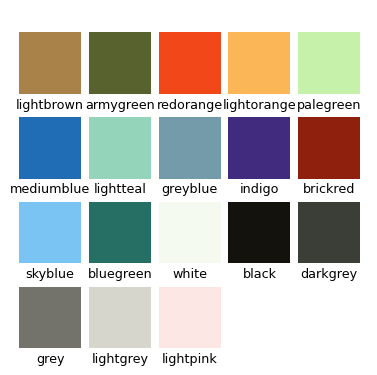 lightbrown armygreen redorange lightorange palegreen
mediumblue lightteal greyblue indigo brickred
skyblue bluegreen white black darkgrey
grey lightgrey lightpink